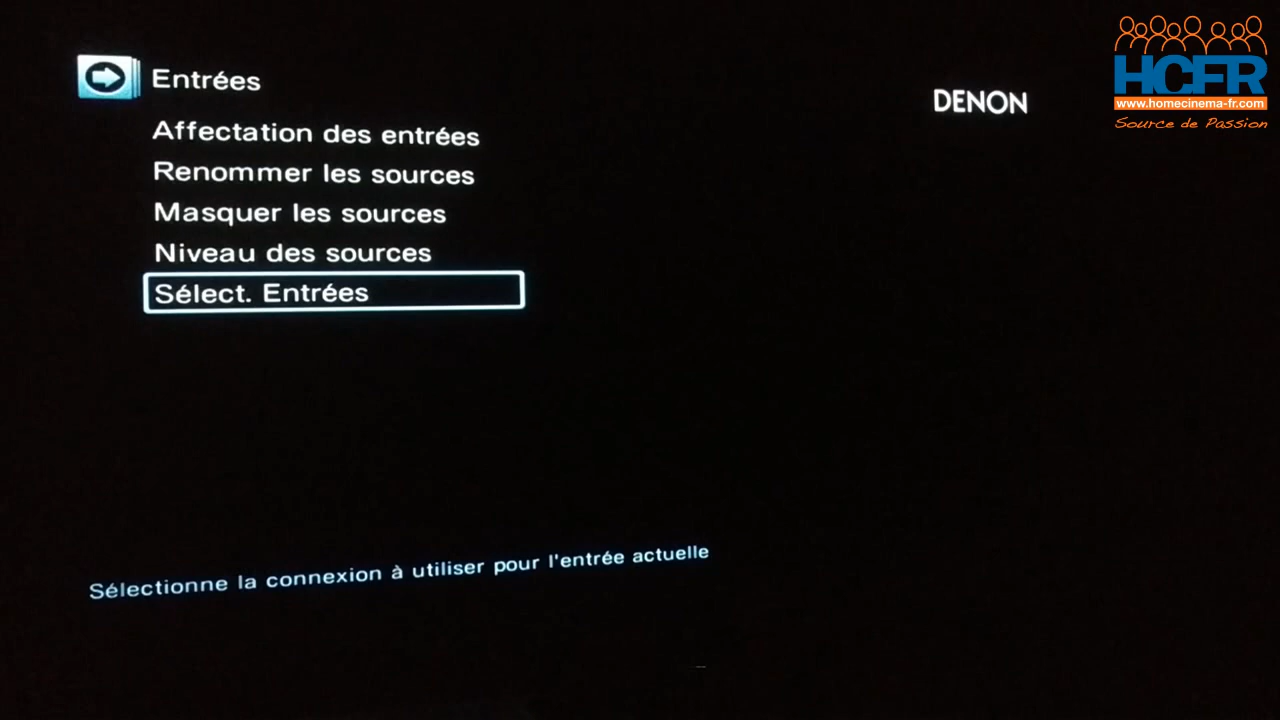 Entrées
DENON
Affectation des entrées
Renommer les sources
Masquer les sources
Niveau des sources
Sélect. Entrées
Sélectionne la connexion à utiliser pour l'entrée actuelle
HCFR
www.homecinema-fr.com
Source de Passion